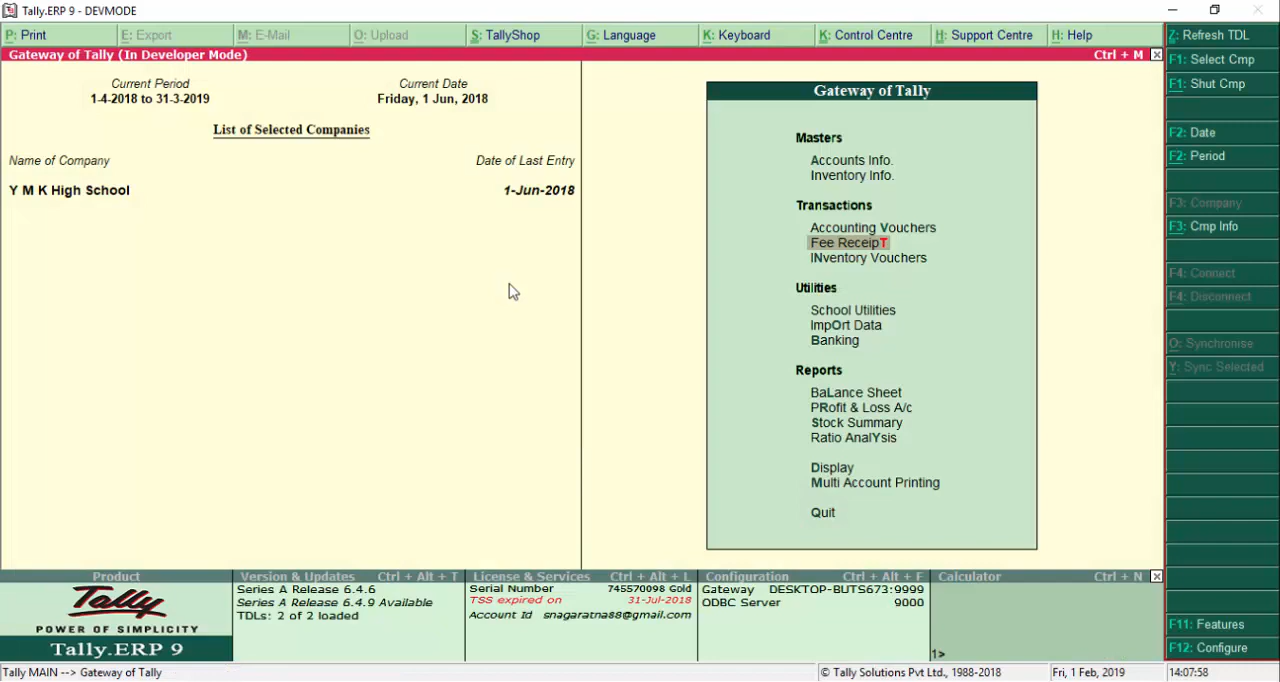 Tally.ERP 9 - DEVMODE
P: Print
E: Export
M: E-Mail
O: Upload
S: TallyShop
G: Language
K: Keyboard
K: Control Centre
H: Support Centre
H: Help
Gateway of Tally (In Developer Mode)
Ctrl + M
Current Period
1-4-2018 to 31-3-2019
Current Date
Friday, 1 Jun, 2018
List of Selected Companies
Name of Company
Date of Last Entry
Y M K High School
1-Jun-2018
Gateway of Tally
Masters
Accounts Info.
Inventory Info.
Transactions
Accounting Vouchers
Fee ReceipT
INventory Vouchers
Utilities
School Utilities
ImpOrt Data
Banking
Reports
BaLance Sheet
PRofit & Loss A/c
Stock Summary
Ratio AnalYsis
Display
Multi Account Printing
Quit
Z: Refresh TDL
F1: Select Cmp
F1: Shut Cmp
F2: Date
F2: Period
F3: Company
F3: Cmp Info
F4: Connect
F4: Disconnect
O: Synchronise
Y: Sync Selected
F11: Features
F12: Configure
Product
Tally
POWER OF SIMPLICITY
Tally.ERP 9
Version & Updates Ctrl + Alt + T
Series A Release 6.4.6
Series A Release 6.4.9 Available
TDLs: 2 of 2 loaded
License & Services Ctrl + Alt + L
Serial Number 745570098 Gold
TSS expired on 31-Jul-2018
Account Id snagaratna88@gmail.com
Configuration Ctrl + Alt + F
Gateway DESKTOP-BUTS673:9999
ODBC Server 9000
Calculator Ctrl + N
1>
Tally MAIN --> Gateway of Tally
© Tally Solutions Pvt Ltd., 1988-2018
Fri, 1 Feb, 2019
14:07:58